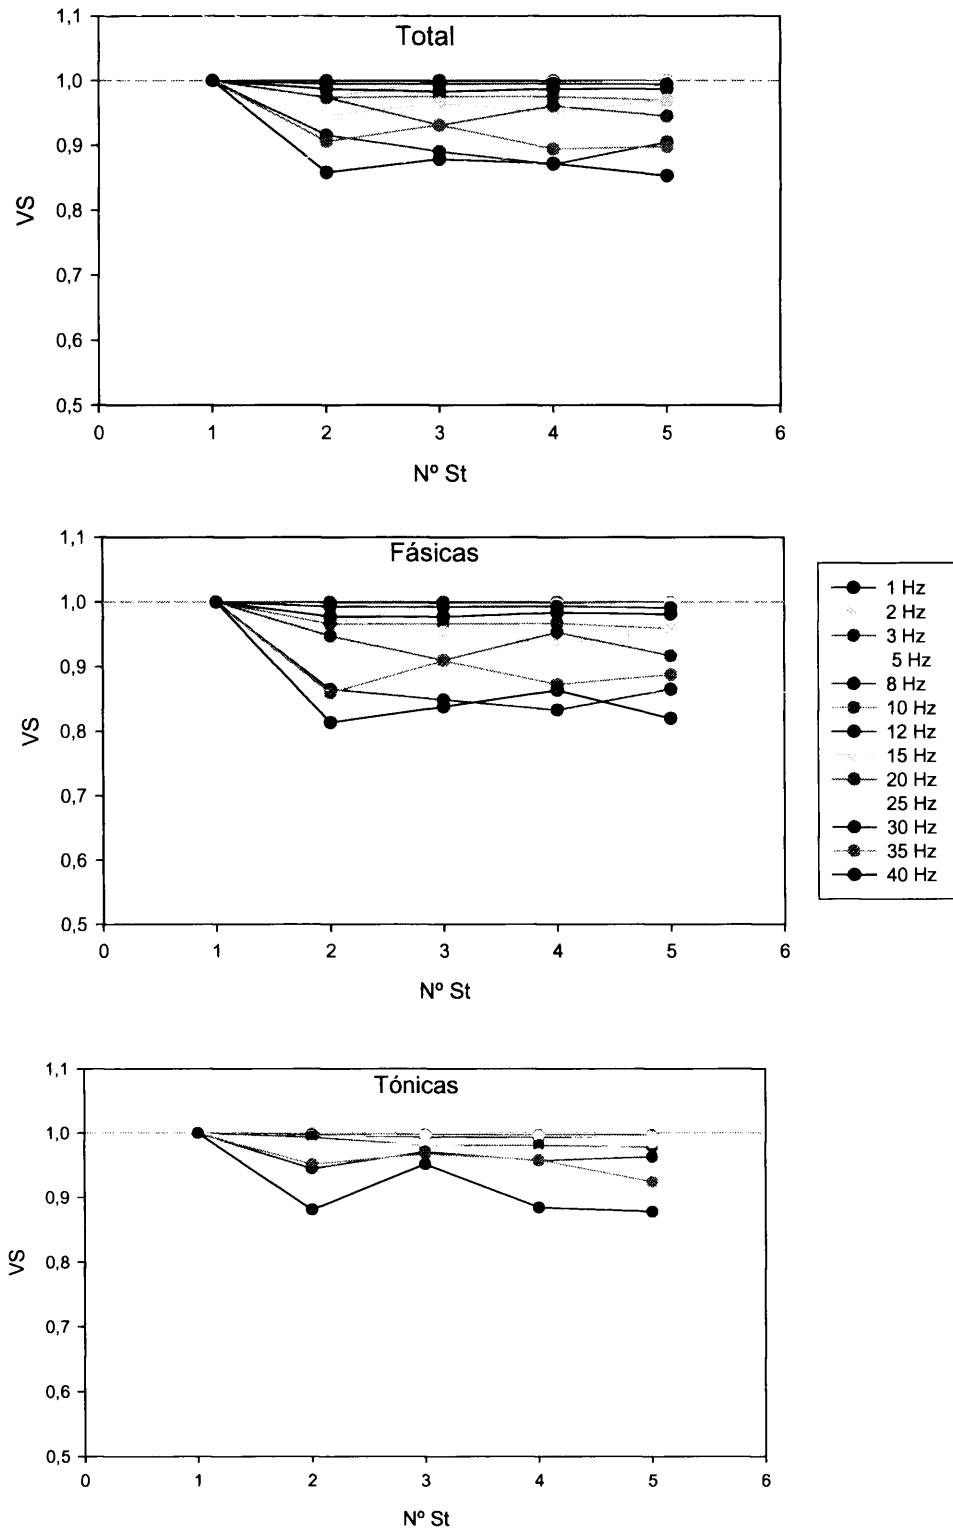 Total
1,1
1,0
0,9
0,8
0,7
0,6
0,5
VS
0 1 2 3 4 5 6
Nº St
Fásicas
1,1
1,0
0,9
0,8
0,7
0,6
0,5
VS
0 1 2 3 4 5 6
Nº St
1 Hz
2 Hz
3 Hz
5 Hz
8 Hz
10 Hz
12 Hz
15 Hz
20 Hz
25 Hz
30 Hz
35 Hz
40 Hz
Tónicas
1,1
1,0
0,9
0,8
0,7
0,6
0,5
VS
0 1 2 3 4 5 6
Nº St